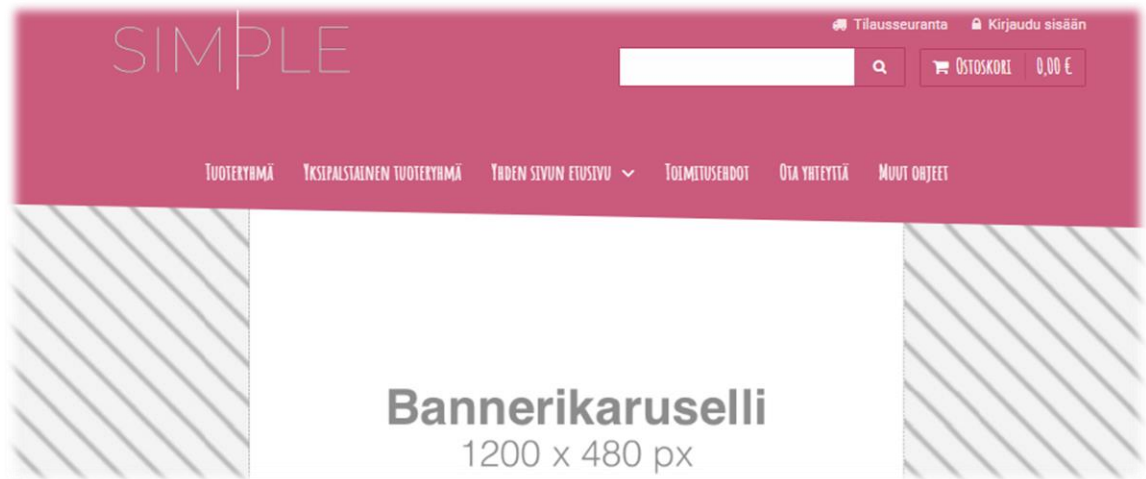 SIMPLE
Tilausseuranta Kirjaudu sisään
Ostoskori 0,00 €
Tuoteryhmä Yksipalstainen tuoteryhmä Yhden sivun etusivu Toimitusehdot Ota yhteyttä Muut ohjeet
Bannerikaruselli
1200 x 480 px